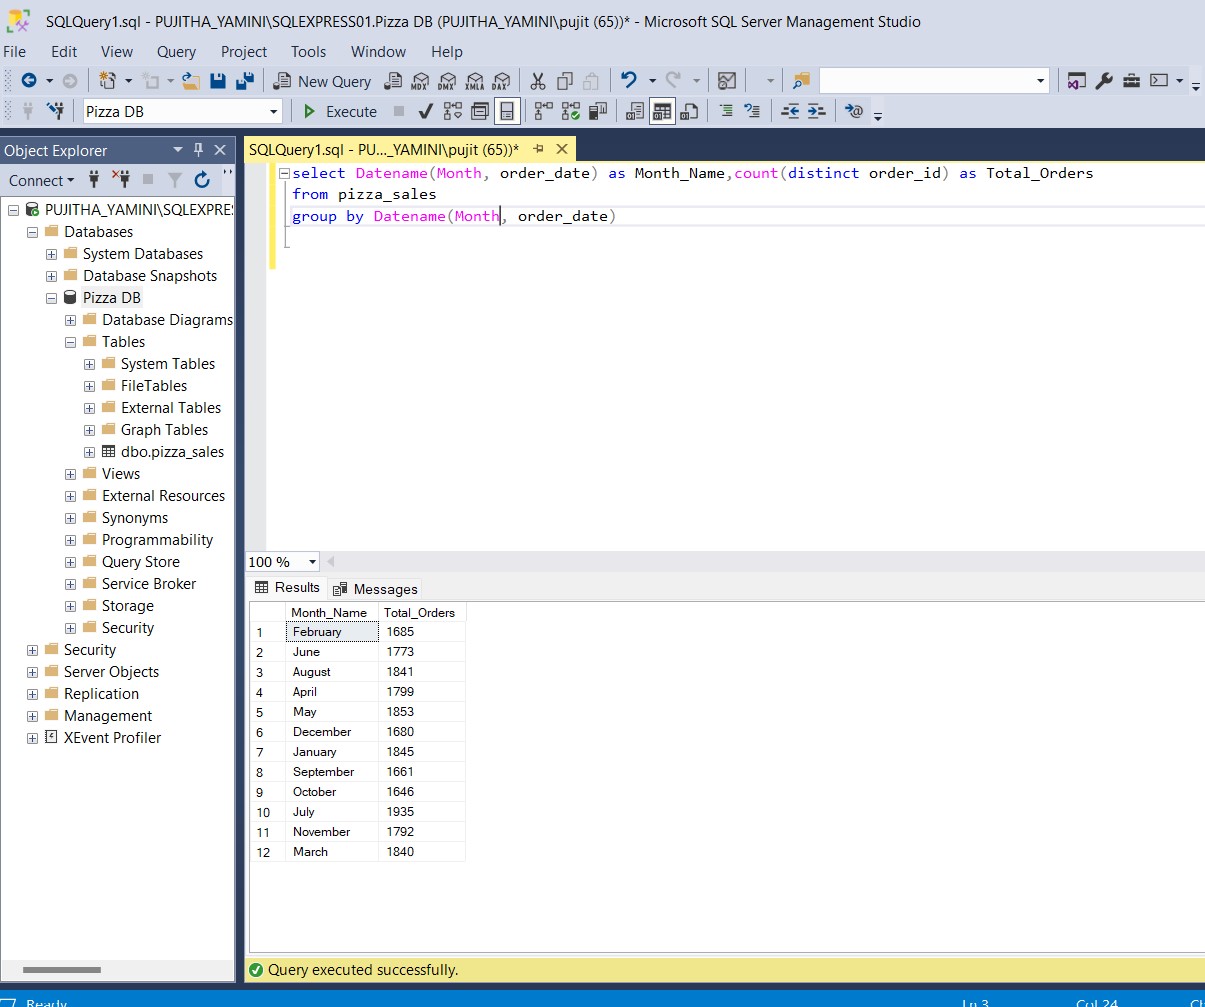 SQLQuery1.sql - PUJITHA_YAMINI\SQLEXPRESS01.Pizza DB (PUJITHA_YAMINI\pujit (65))* - Microsoft SQL Server Management Studio
File Edit View Query Project Tools Window Help
New Query MDX DMX XMLA DAX
Pizza DB Execute
Object Explorer
Connect
PUJITHA_YAMINI\SQLEXPRE
Databases
System Databases
Database Snapshots
Pizza DB
Database Diagrams
Tables
System Tables
FileTables
External Tables
Graph Tables
dbo.pizza_sales
Views
External Resources
Synonyms
Programmability
Query Store
Service Broker
Storage
Security
Security
Server Objects
Replication
Management
XEvent Profiler
SQLQuery1.sql - PU..._YAMINI\pujit (65))*
select Datename(Month, order_date) as Month_Name,count(distinct order_id) as Total_Orders
from pizza_sales
group by Datename(Month, order_date)
100 %
Results Messages
Month_Name Total_Orders
1 February 1685
2 June 1773
3 August 1841
4 April 1799
5 May 1853
6 December 1680
7 January 1845
8 September 1661
9 October 1646
10 July 1935
11 November 1792
12 March 1840
Query executed successfully.
Ready Ln 3 Col 24 Ch